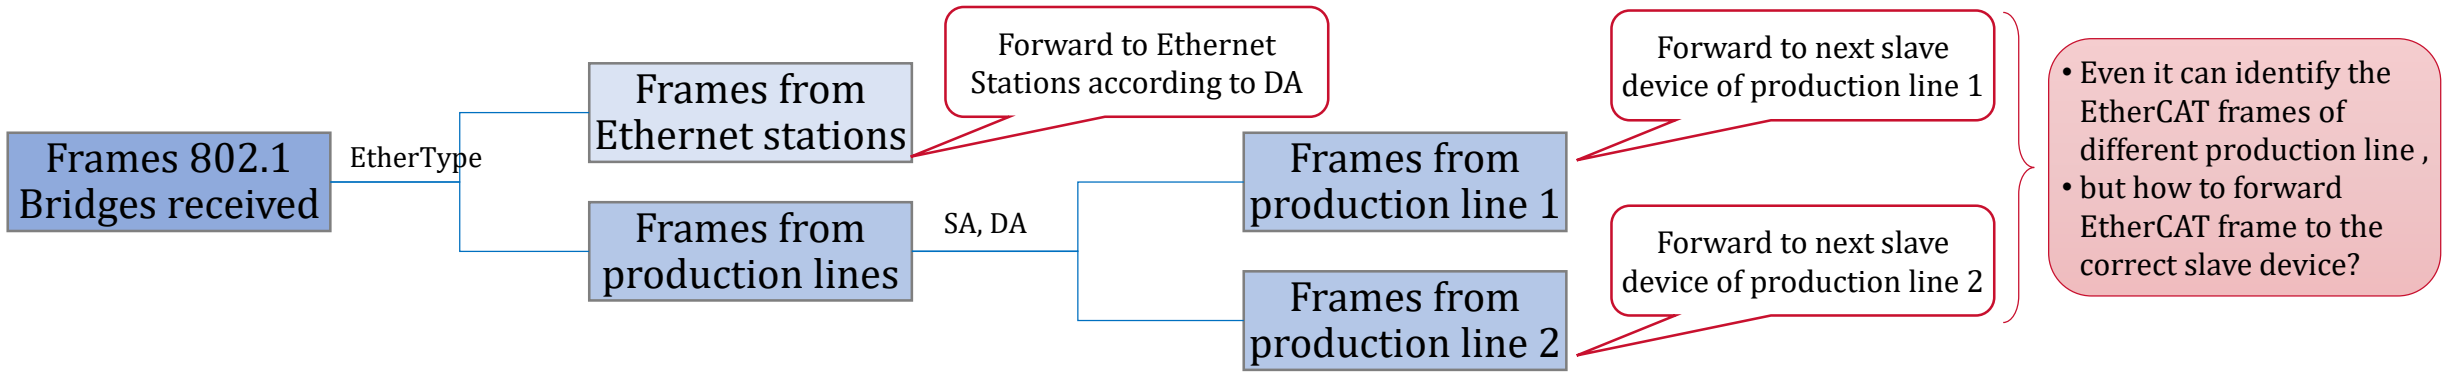 Frames 802.1
Bridges received
EtherType
Frames from
Ethernet stations
Forward to Ethernet
Stations according to DA
Frames from
production lines
SA, DA
Frames from
production line 1
Forward to next slave
device of production line 1
Frames from
production line 2
Forward to next slave
device of production line 2
• Even it can identify the
EtherCAT frames of
different production line ,
• but how to forward
EtherCAT frame to the
correct slave device?